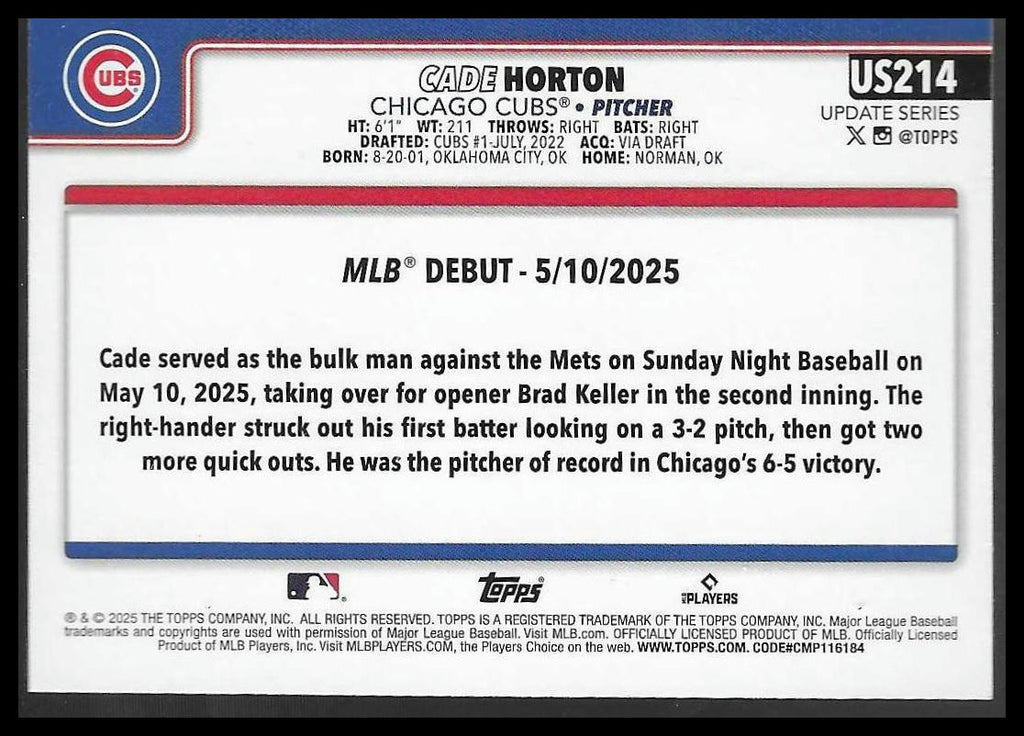 CUBS
CADE HORTON
US214
CHICAGO CUBS® • PITCHER
UPDATE SERIES
HT: 6'1" WT: 211 THROWS: RIGHT BATS: RIGHT
@TOPPS
DRAFTED: CUBS #1-JULY, 2022 ACQ: VIA DRAFT
BORN: 8-20-01, OKLAHOMA CITY, OK HOME: NORMAN, OK
MLB® DEBUT - 5/10/2025
Cade served as the bulk man against the Mets on Sunday Night Baseball on
May 10, 2025, taking over for opener Brad Keller in the second inning. The
right-hander struck out his first batter looking on a 3-2 pitch, then got two
more quick outs. He was the pitcher of record in Chicago's 6-5 victory.
topps®
PLAYERS
® & © 2025 THE TOPPS COMPANY, INC. ALL RIGHTS RESERVED. TOPPS IS A REGISTERED TRADEMARK OF THE TOPPS COMPANY, INC. Major League Baseball
trademarks and copyrights are used with permission of Major League Baseball. Visit MLB.com. OFFICIALLY LICENSED PRODUCT OF MLB. Officially Licensed
Product of MLB Players, Inc. Visit MLBPLAYERS.COM, the Players Choice on the web. WWW.TOPPS.COM. CODE#CMP116184